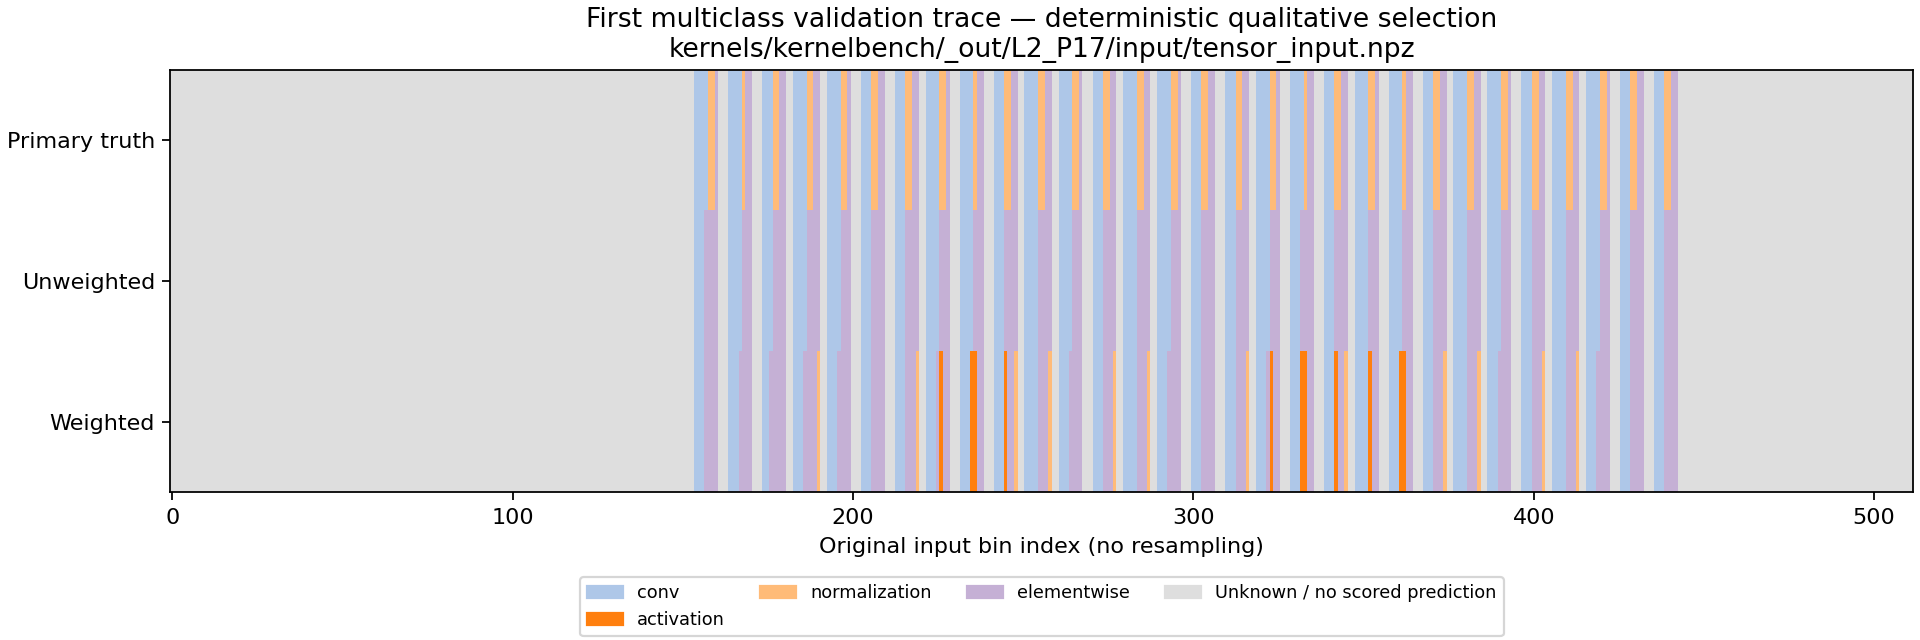 First multiclass validation trace — deterministic qualitative selection
kernels/kernelbench/_out/L2_P17/input/tensor_input.npz
Primary truth
Unweighted
Weighted
0 100 200 300 400 500
Original input bin index (no resampling)
conv normalization elementwise Unknown / no scored prediction
activation